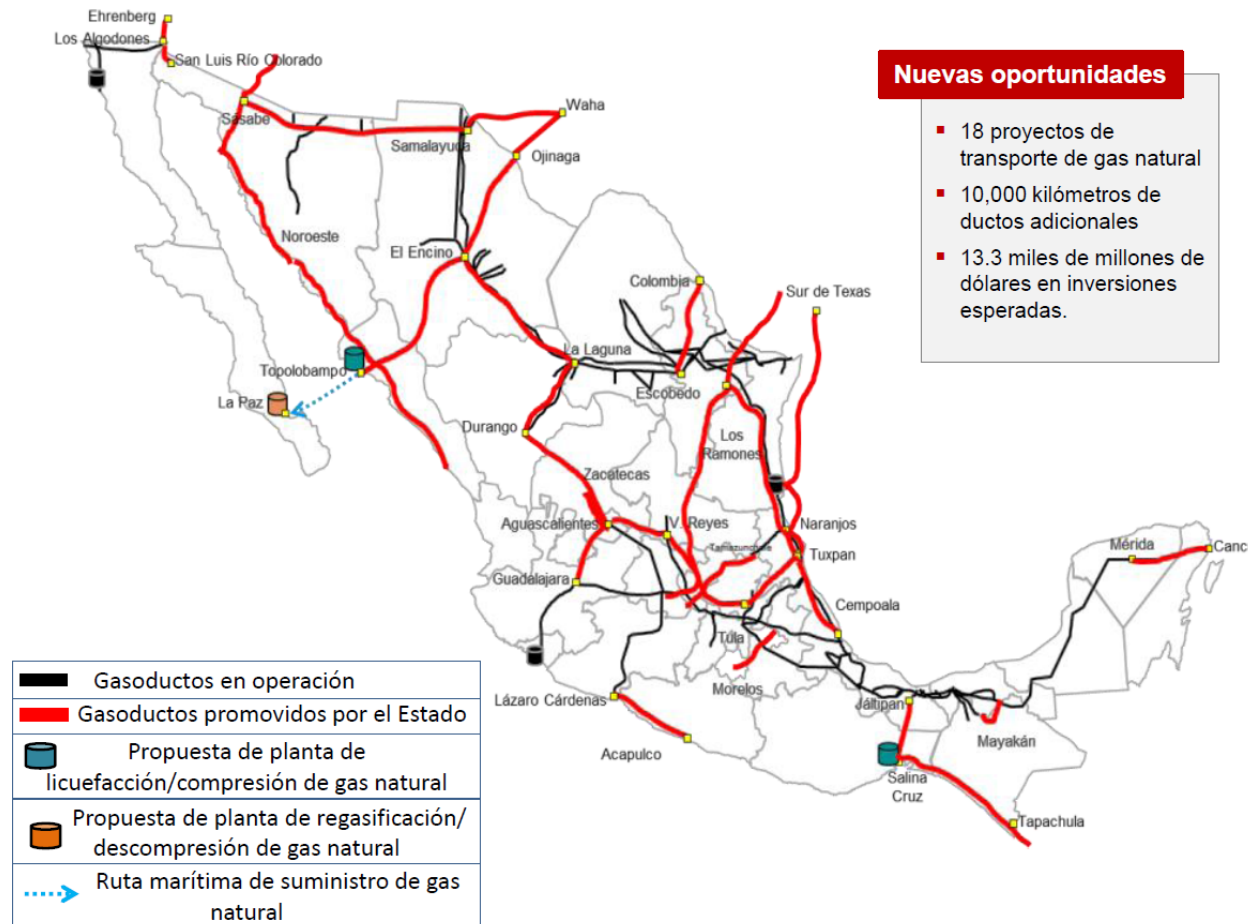 Ehrenberg
Los Algodones
San Luis Río Colorado
Sásabe
Samalayuca
Waha
Ojinaga
Noroeste
El Encino
Colombia
Sur de Texas
La Laguna
Topolobampo
Escobedo
La Paz
Durango
Los
Ramones
Zacatecas
Aguascalientes
V. Reyes
Naranjos
Tamazunchale
Tuxpan
Mérida
Canc
Guadalajara
Cempoala
Tula
Morelos
Lázaro Cárdenas
Jáltipan
Mayakán
Acapulco
Salina
Cruz
Tapachula
Nuevas oportunidades
▪ 18 proyectos de
transporte de gas natural
▪ 10,000 kilómetros de
ductos adicionales
▪ 13.3 miles de millones de
dólares en inversiones
esperadas.
Gasoductos en operación
Gasoductos promovidos por el Estado
Propuesta de planta de
licuefacción/compresión de gas natural
Propuesta de planta de regasificación/
descompresión de gas natural
Ruta marítima de suministro de gas
natural